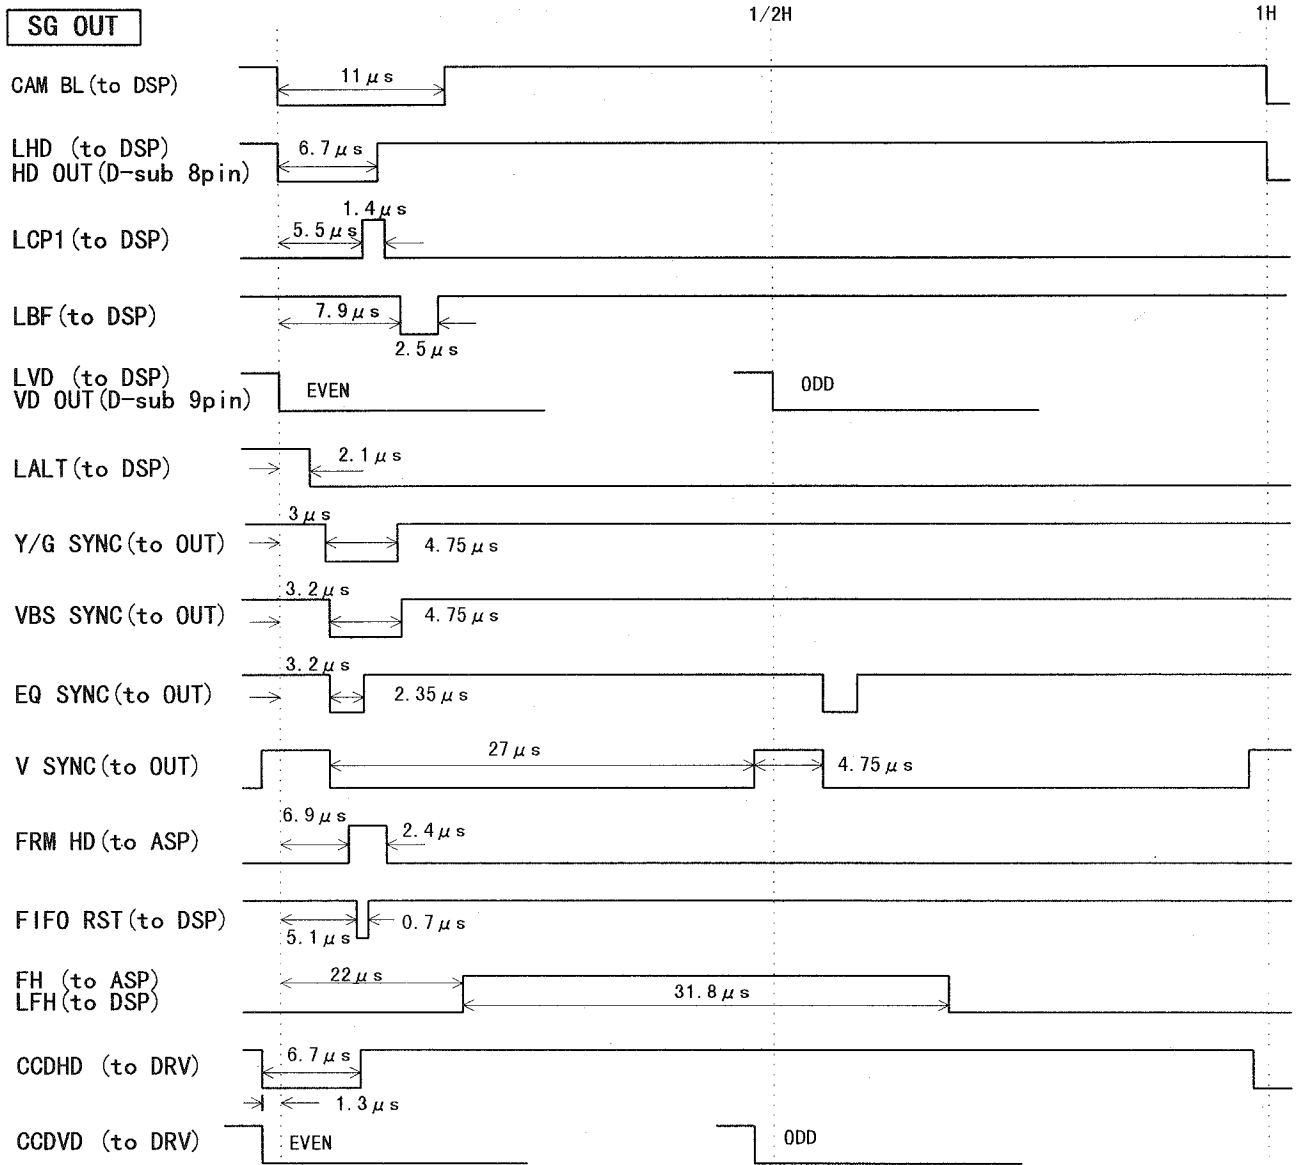 SG OUT
1/2H
1H
CAM BL(to DSP)
11μs
LHD (to DSP)
HD OUT(D-sub 8pin)
6.7μs
LCP1(to DSP)
1.4μs
5.5μs
LBF(to DSP)
7.9μs
2.5μs
LVD (to DSP)
VD OUT(D-sub 9pin)
EVEN
ODD
LALT(to DSP)
2.1μs
Y/G SYNC(to OUT)
3μs
4.75μs
VBS SYNC(to OUT)
3.2μs
4.75μs
EQ SYNC(to OUT)
3.2μs
2.35μs
V SYNC(to OUT)
27μs
4.75μs
FRM HD(to ASP)
6.9μs
2.4μs
FIFO RST(to DSP)
5.1μs
0.7μs
FH (to ASP)
LFH(to DSP)
22μs
31.8μs
CCDHD (to DRV)
6.7μs
1.3μs
CCDVD (to DRV)
EVEN
ODD